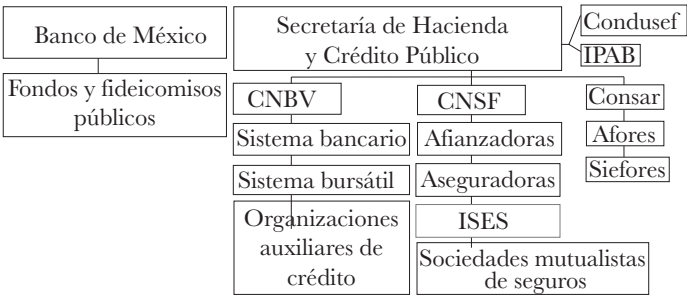 Banco de México
Fondos y fideicomisos
públicos
Secretaría de Hacienda
y Crédito Público
Condusef
IPAB
CNBV
Sistema bancario
Sistema bursátil
Organizaciones
auxiliares de
crédito
CNSF
Afianzadoras
Aseguradoras
ISES
Sociedades mutualistas
de seguros
Consar
Afores
Siefores